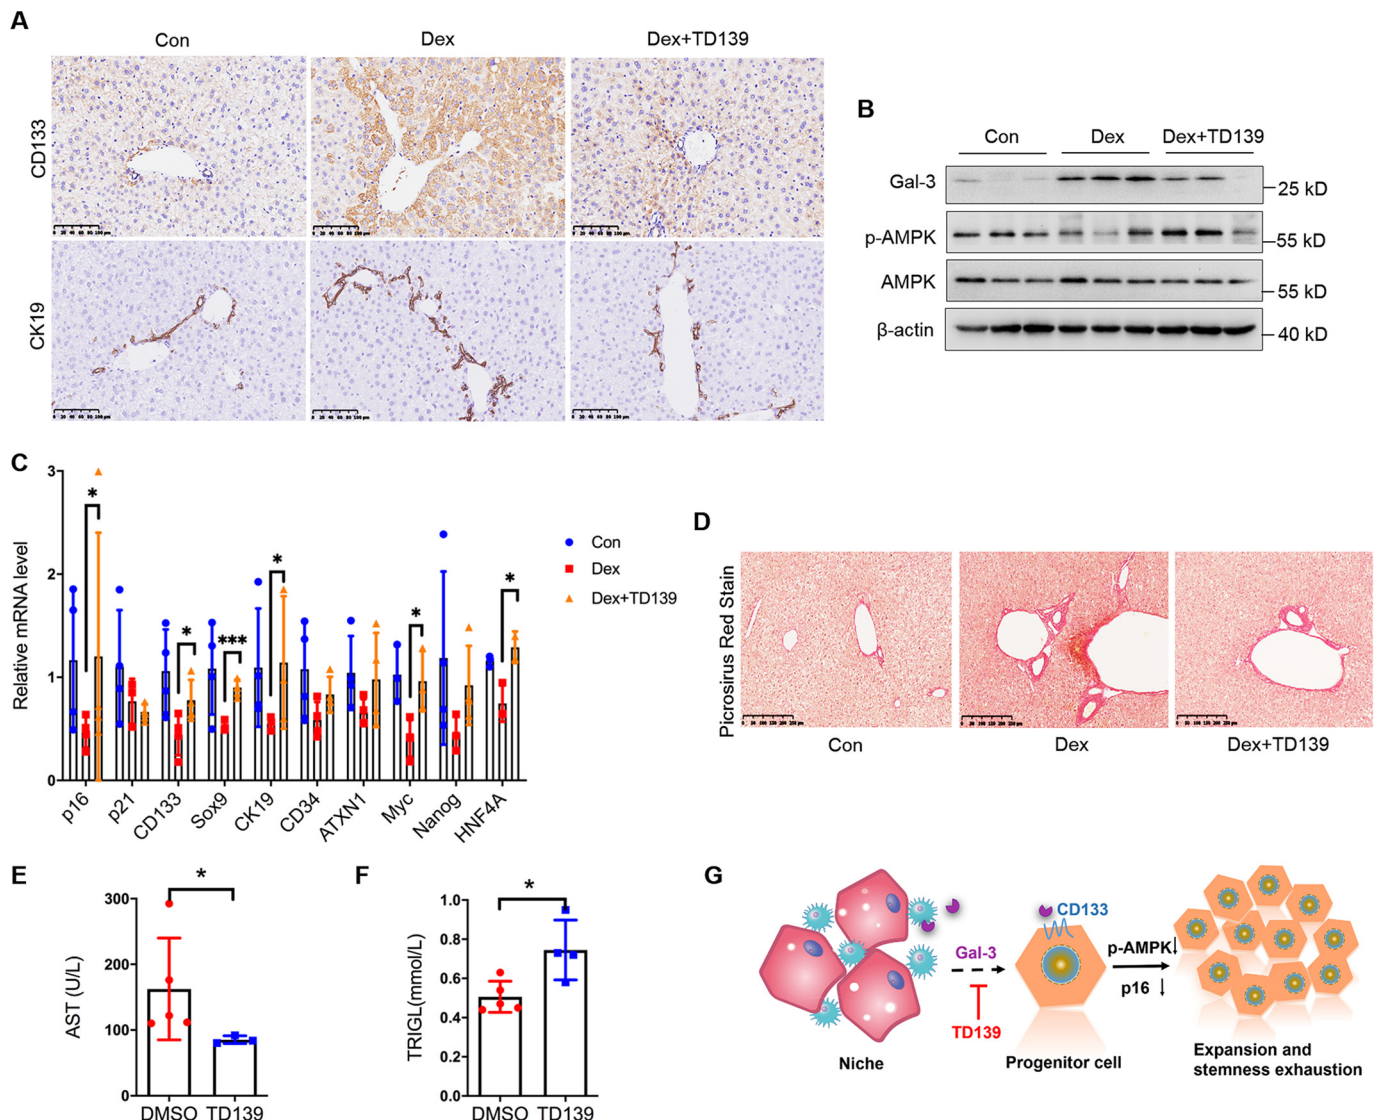 A
Con
Dex
Dex+TD139
CD133
CK19
B
Con
Dex
Dex+TD139
Gal-3
25 kD
p-AMPK
55 kD
AMPK
55 kD
β-actin
40 kD
C
Relative mRNA level
3
2
1
0
*
*
***
*
*
*
Con
Dex
Dex+TD139
p16
p21
CD133
Sox9
CK19
CD34
ATXN1
Myc
Nanog
HNF4A
D
Picrosirus Red Stain
Con
Dex
Dex+TD139
E
AST (U/L)
300
200
100
0
*
DMSO
TD139
F
TRIGL(mmol/L)
1.0
0.8
0.6
0.4
0.2
0.0
*
DMSO
TD139
G
Gal-3
TD139
Niche
CD133
Progenitor cell
p-AMPK↓
p16 ↓
Expansion and
stemness exhaustion